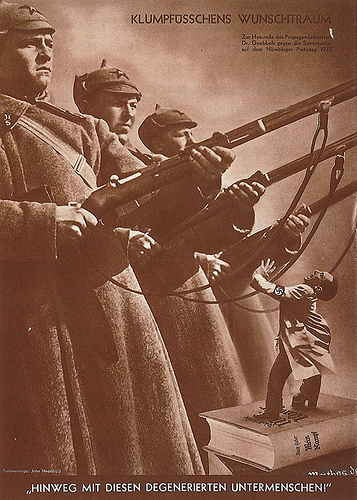 KLUMPFÜSSCHENS WUNSCHTRAUM
Zur Hetzrede des Propagandaministers
Dr. Goebbels gegen die Sowjetunion
auf dem Nürnberger Parteitag 1935
Mein
Kampf
Fotomontage: John Heartfield
„HINWEG MIT DIESEN DEGENERIERTEN UNTERMENSCHEN!"